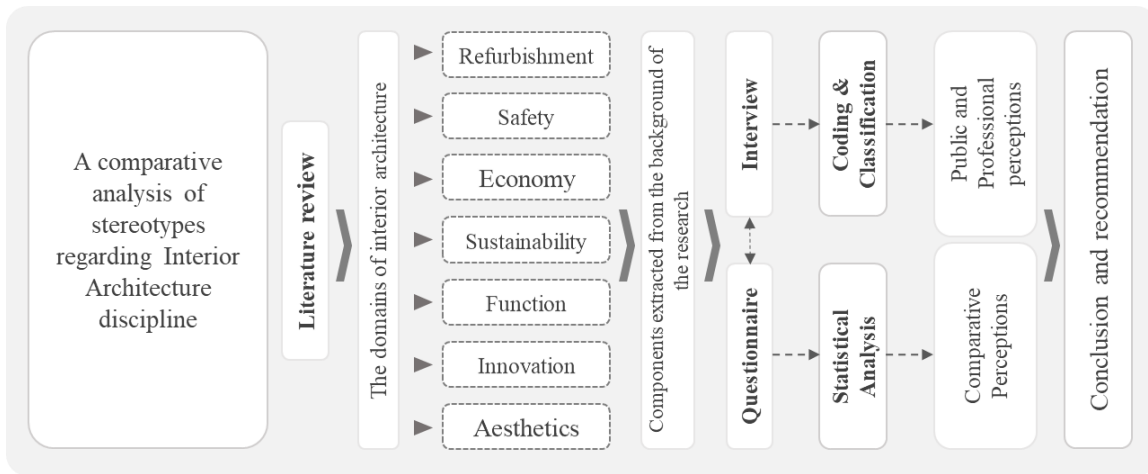 A comparative
analysis of
stereotypes
regarding Interior
Architecture
discipline
Literature review
The domains of interior architecture
Refurbishment
Safety
Economy
Sustainability
Function
Innovation
Aesthetics
Components extracted from the background of
the research
Interview
Questionnaire
Coding &
Classification
Statistical
Analysis
Public and
Professional
perceptions
Comparative
Perceptions
Conclusion and recommendation